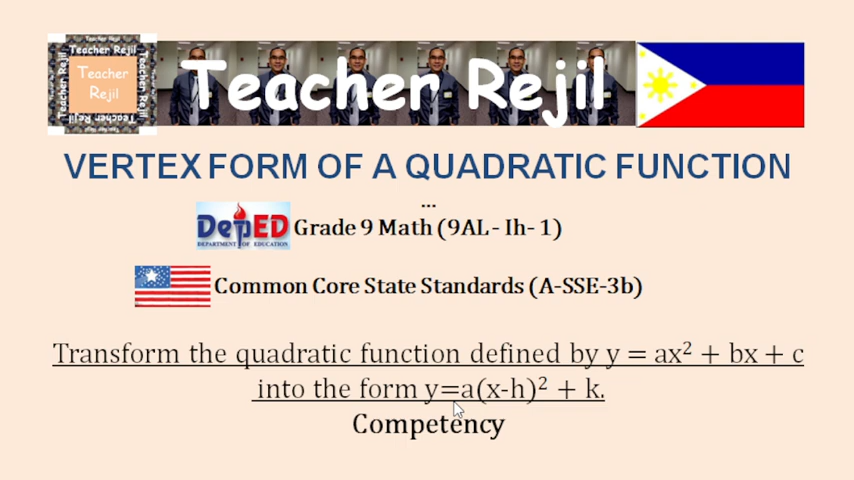 Teacher Rejil
Teacher Rejil
Teacher Rejil
Teacher
Rejil
Teacher Rejil
Teacher Rejil
Teacher Rejil
VERTEX FORM OF A QUADRATIC FUNCTION
...
DepED
DEPARTMENT OF EDUCATION
Grade 9 Math (9AL - Ih- 1)
Common Core State Standards (A-SSE-3b)
Transform the quadratic function defined by y = ax² + bx + c
into the form y=a(x-h)² + k.
Competency